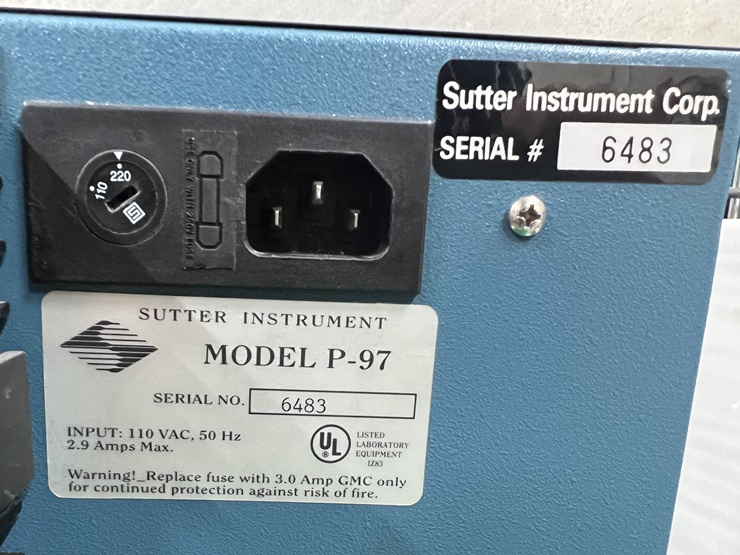 Sutter Instrument Corp.
SERIAL # 6483
220
110
SUTTER INSTRUMENT
MODEL P-97
SERIAL NO. 6483
INPUT: 110 VAC, 50 Hz
2.9 Amps Max.
UL
LISTED
LABORATORY
EQUIPMENT
IZ83
Warning!_Replace fuse with 3.0 Amp GMC only
for continued protection against risk of fire.